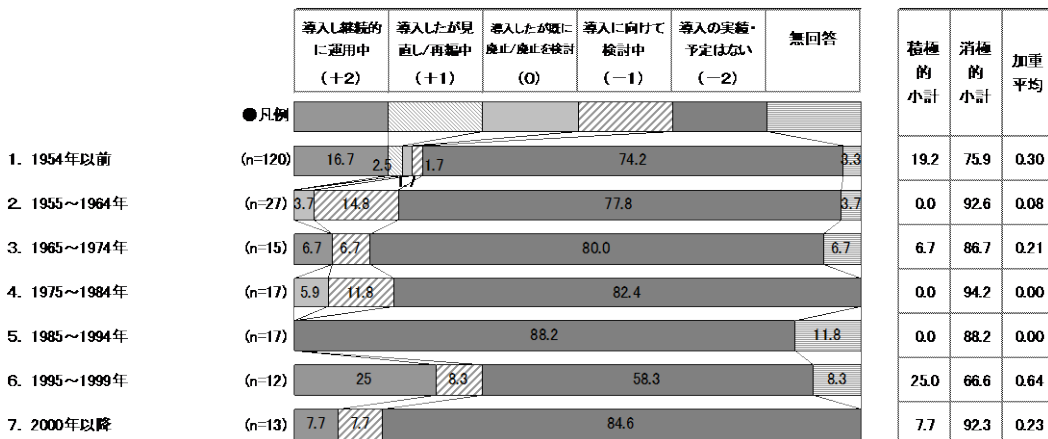 導入し継続的 導入したが見 導入したが既に 導入に向けて 導入の実績・ 無回答
に運用中 直し/再編中 廃止/廃止を検討 検討中 予定はない
(+2) (+1) (0) (-1) (-2)
積極的小計 消極的小計 加重平均
●凡例
1. 1954年以前 (n=120) 16.7 2.5 1.7 1.7 74.2 3.3 19.2 75.9 0.30
2. 1955~1964年 (n=27) 3.7 14.8 77.8 3.7 0.0 92.6 0.08
3. 1965~1974年 (n=15) 6.7 6.7 80.0 6.7 6.7 86.7 0.21
4. 1975~1984年 (n=17) 5.9 11.8 82.4 0.0 94.2 0.00
5. 1985~1994年 (n=17) 88.2 11.8 0.0 88.2 0.00
6. 1995~1999年 (n=12) 25 8.3 58.3 8.3 25.0 66.6 0.64
7. 2000年以降 (n=13) 7.7 7.7 84.6 7.7 92.3 0.23